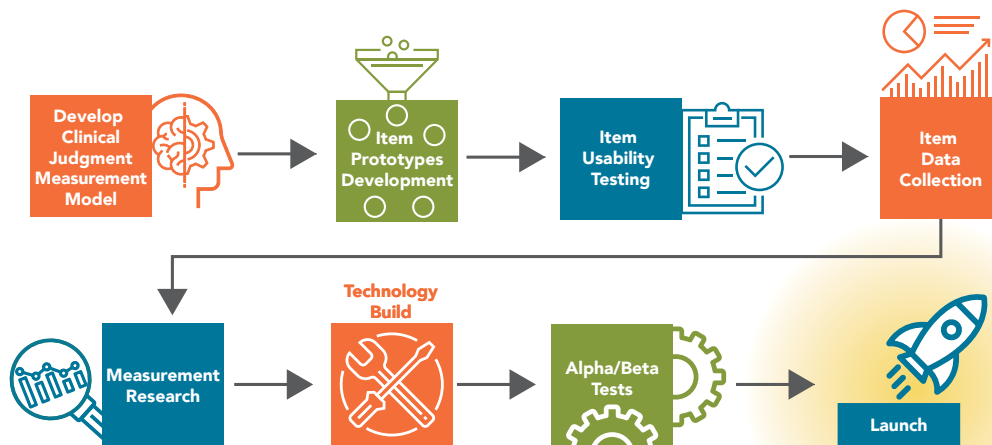 Develop
Clinical
Judgment
Measurement
Model
Item
Prototypes
Development
Item
Usability
Testing
Item
Data
Collection
Measurement
Research
Technology
Build
Alpha/Beta
Tests
Launch